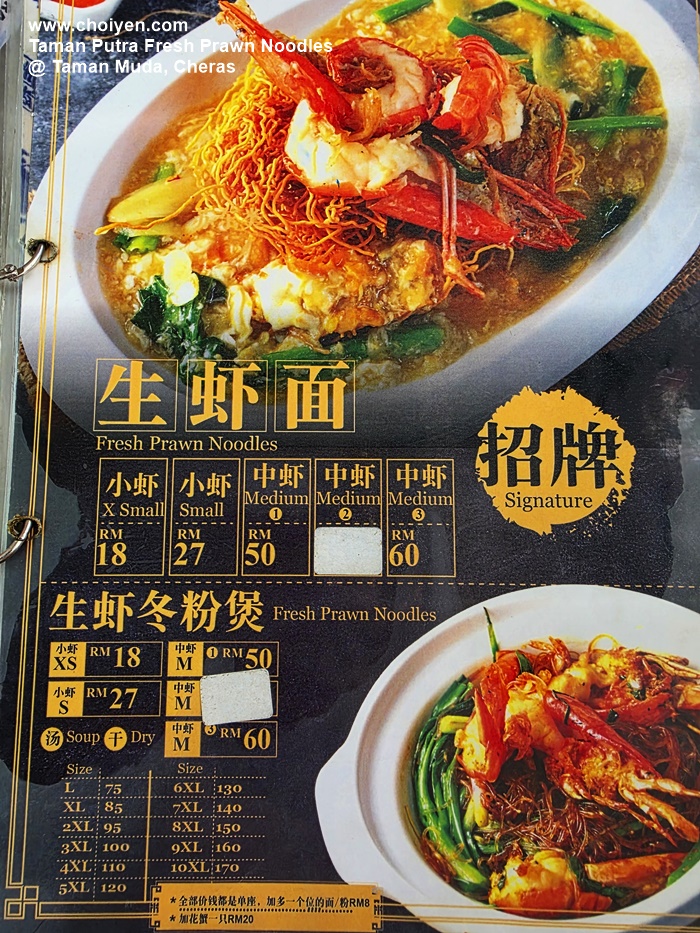 www.choiyen.com
Taman Putra Fresh Prawn Noodles
@ Taman Muda, Cheras
生虾面
Fresh Prawn Noodles
招牌
Signature
小虾 小虾 中虾 中虾 中虾
X Small Small Medium Medium Medium
1 2 3
RM RM RM RM
18 27 50 60
生虾冬粉煲 Fresh Prawn Noodles
小虾 XS RM 18 中虾 M 1 RM 50
小虾 S RM 27 中虾 M
汤 Soup 干 Dry 中虾 M 3 RM 60
Size Size
L 75 6XL 130
XL 85 7XL 140
2XL 95 8XL 150
3XL 100 9XL 160
4XL 110 10XL 170
5XL 120
*全部价钱都是单座，加多一个位的面/粉RM8
*加花蟹一只RM20